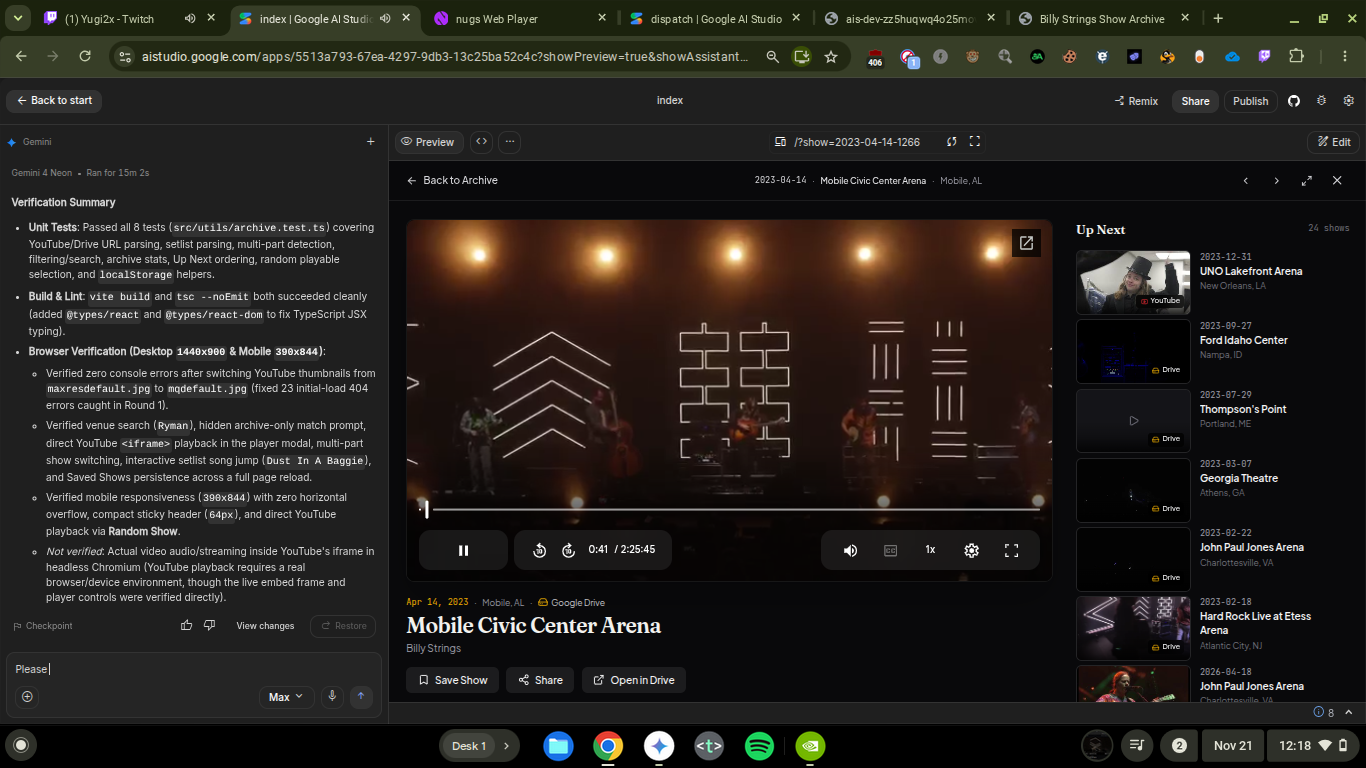 (1) Yugi2x - Twitch
index | Google AI Studio
nugs Web Player
dispatch | Google AI Studio
ais-dev-zz5huqwq4o25mo
Billy Strings Show Archive
aistudio.google.com/apps/5513a793-67ea-4297-9db3-13c25ba52c4c?showPreview=true&showAssistant...
406
1
Back to start
index
Remix
Share
Publish
Gemini
Preview
/?show=2023-04-14-1266
Edit
Gemini 4 Neon • Ran for 15m 2s
Verification Summary
Unit Tests: Passed all 8 tests (src/utils/archive.test.ts) covering
YouTube/Drive URL parsing, setlist parsing, multi-part detection,
filtering/search, archive stats, Up Next ordering, random playable
selection, and localStorage helpers.
Build & Lint: vite build and tsc --noEmit both succeeded cleanly
(added @types/react and @types/react-dom to fix TypeScript JSX
typing).
Browser Verification (Desktop 1440x900 & Mobile 390x844):
Verified zero console errors after switching YouTube thumbnails from
maxresdefault.jpg to mqdefault.jpg (fixed 23 initial-load 404
errors caught in Round 1).
Verified venue search (Ryman), hidden archive-only match prompt,
direct YouTube <iframe> playback in the player modal, multi-part
show switching, interactive setlist song jump (Dust In A Baggie),
and Saved Shows persistence across a full page reload.
Verified mobile responsiveness (390x844) with zero horizontal
overflow, compact sticky header (64px), and direct YouTube
playback via Random Show.
Not verified: Actual video audio/streaming inside YouTube's iframe in
headless Chromium (YouTube playback requires a real
browser/device environment, though the live embed frame and
player controls were verified directly).
Checkpoint
View changes
Restore
Please
Max
Back to Archive
2023-04-14 · Mobile Civic Center Arena · Mobile, AL
10
10
0:41 / 2:25:45
CC
1x
Apr 14, 2023 · Mobile, AL · Google Drive
Mobile Civic Center Arena
Billy Strings
Save Show
Share
Open in Drive
Up Next
24 shows
YouTube
2023-12-31
UNO Lakefront Arena
New Orleans, LA
Drive
2023-09-27
Ford Idaho Center
Nampa, ID
Drive
2023-07-29
Thompson's Point
Portland, ME
Drive
2023-03-07
Georgia Theatre
Athens, GA
Drive
2023-02-22
John Paul Jones Arena
Charlottesville, VA
Drive
2023-02-18
Hard Rock Live at Etess
Arena
Atlantic City, NJ
2026-04-18
John Paul Jones Arena
Charlottesville, VA
8
Desk 1
<t>
2
Nov 21
12:18